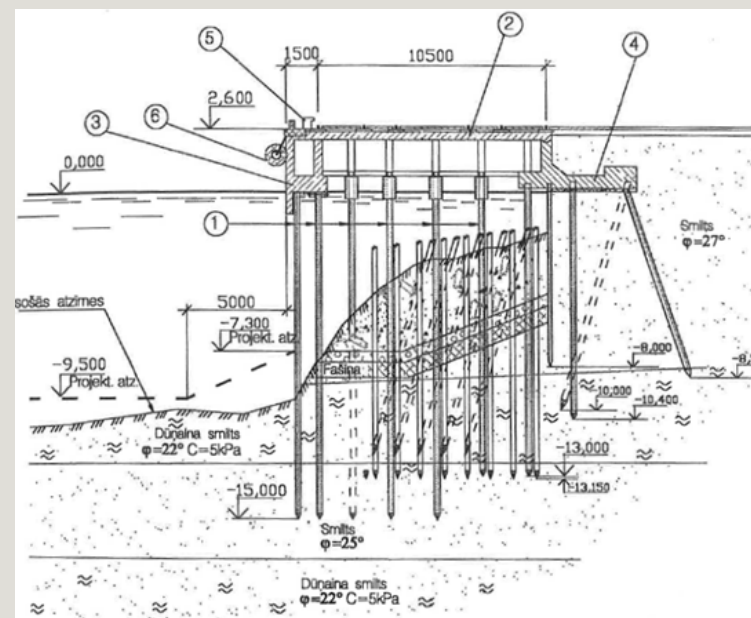 5
2
4
1500
10500
2,600
6
3
0,000
1
Smilts
φ=27°
5000
sošās atzīmes
-7,300
Projekt. atz.
-9,500
Projekt. atz.
Fašīna
-8,000
-10,000
-10,400
Dūņaina smilts
φ=22° C=5kPa
-13,000
-13.150
-15,000
Smilts
φ=25°
Dūņaina smilts
φ=22° C=5kPa